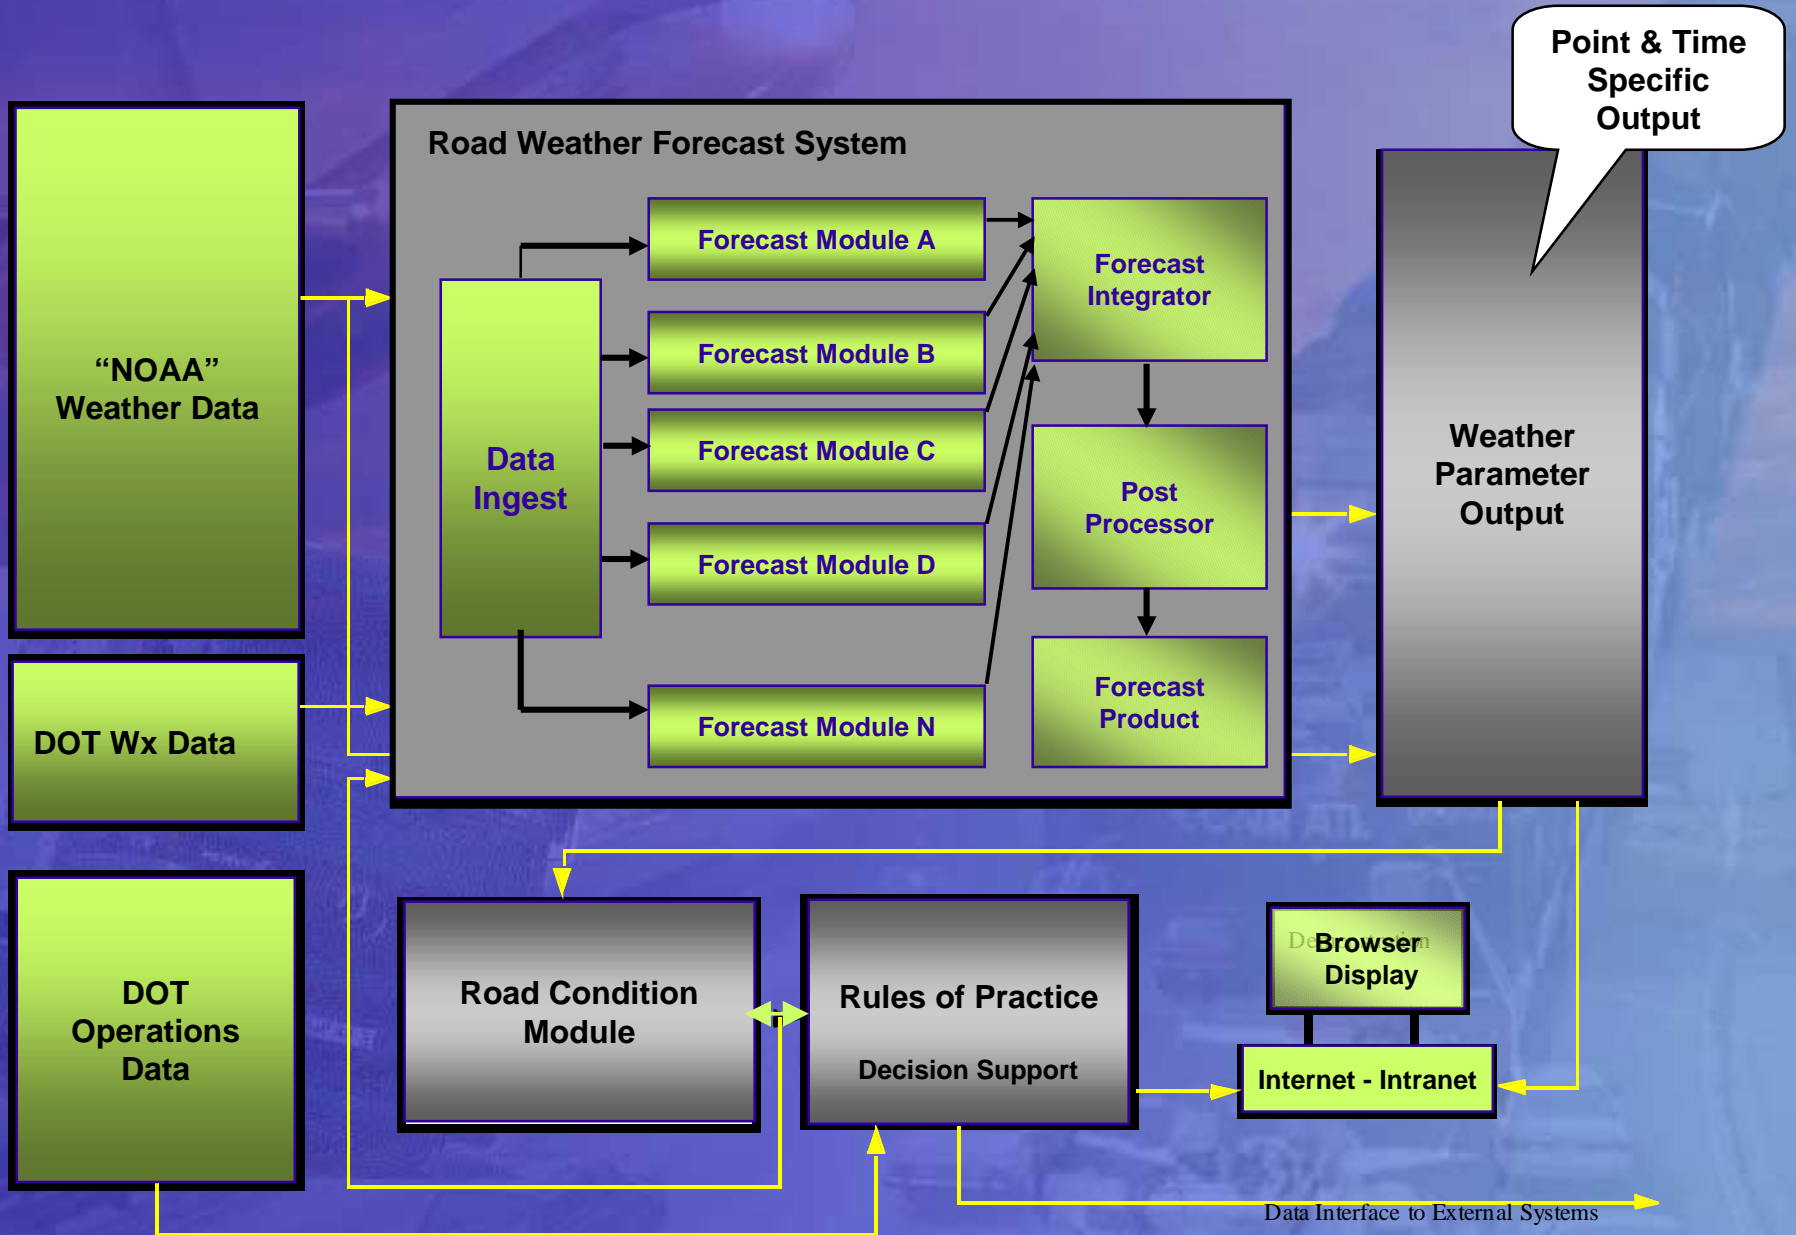 Point & Time
Specific
Output
Road Weather Forecast System
“NOAA”
Weather Data
Data
Ingest
Forecast Module A
Forecast Module B
Forecast Module C
Forecast Module D
Forecast Module N
Forecast
Integrator
Post
Processor
Forecast
Product
Weather
Parameter
Output
DOT Wx Data
DOT
Operations
Data
Road Condition
Module
Rules of Practice
Decision Support
Browser
Display
Internet - Intranet
Data Interface to External Systems